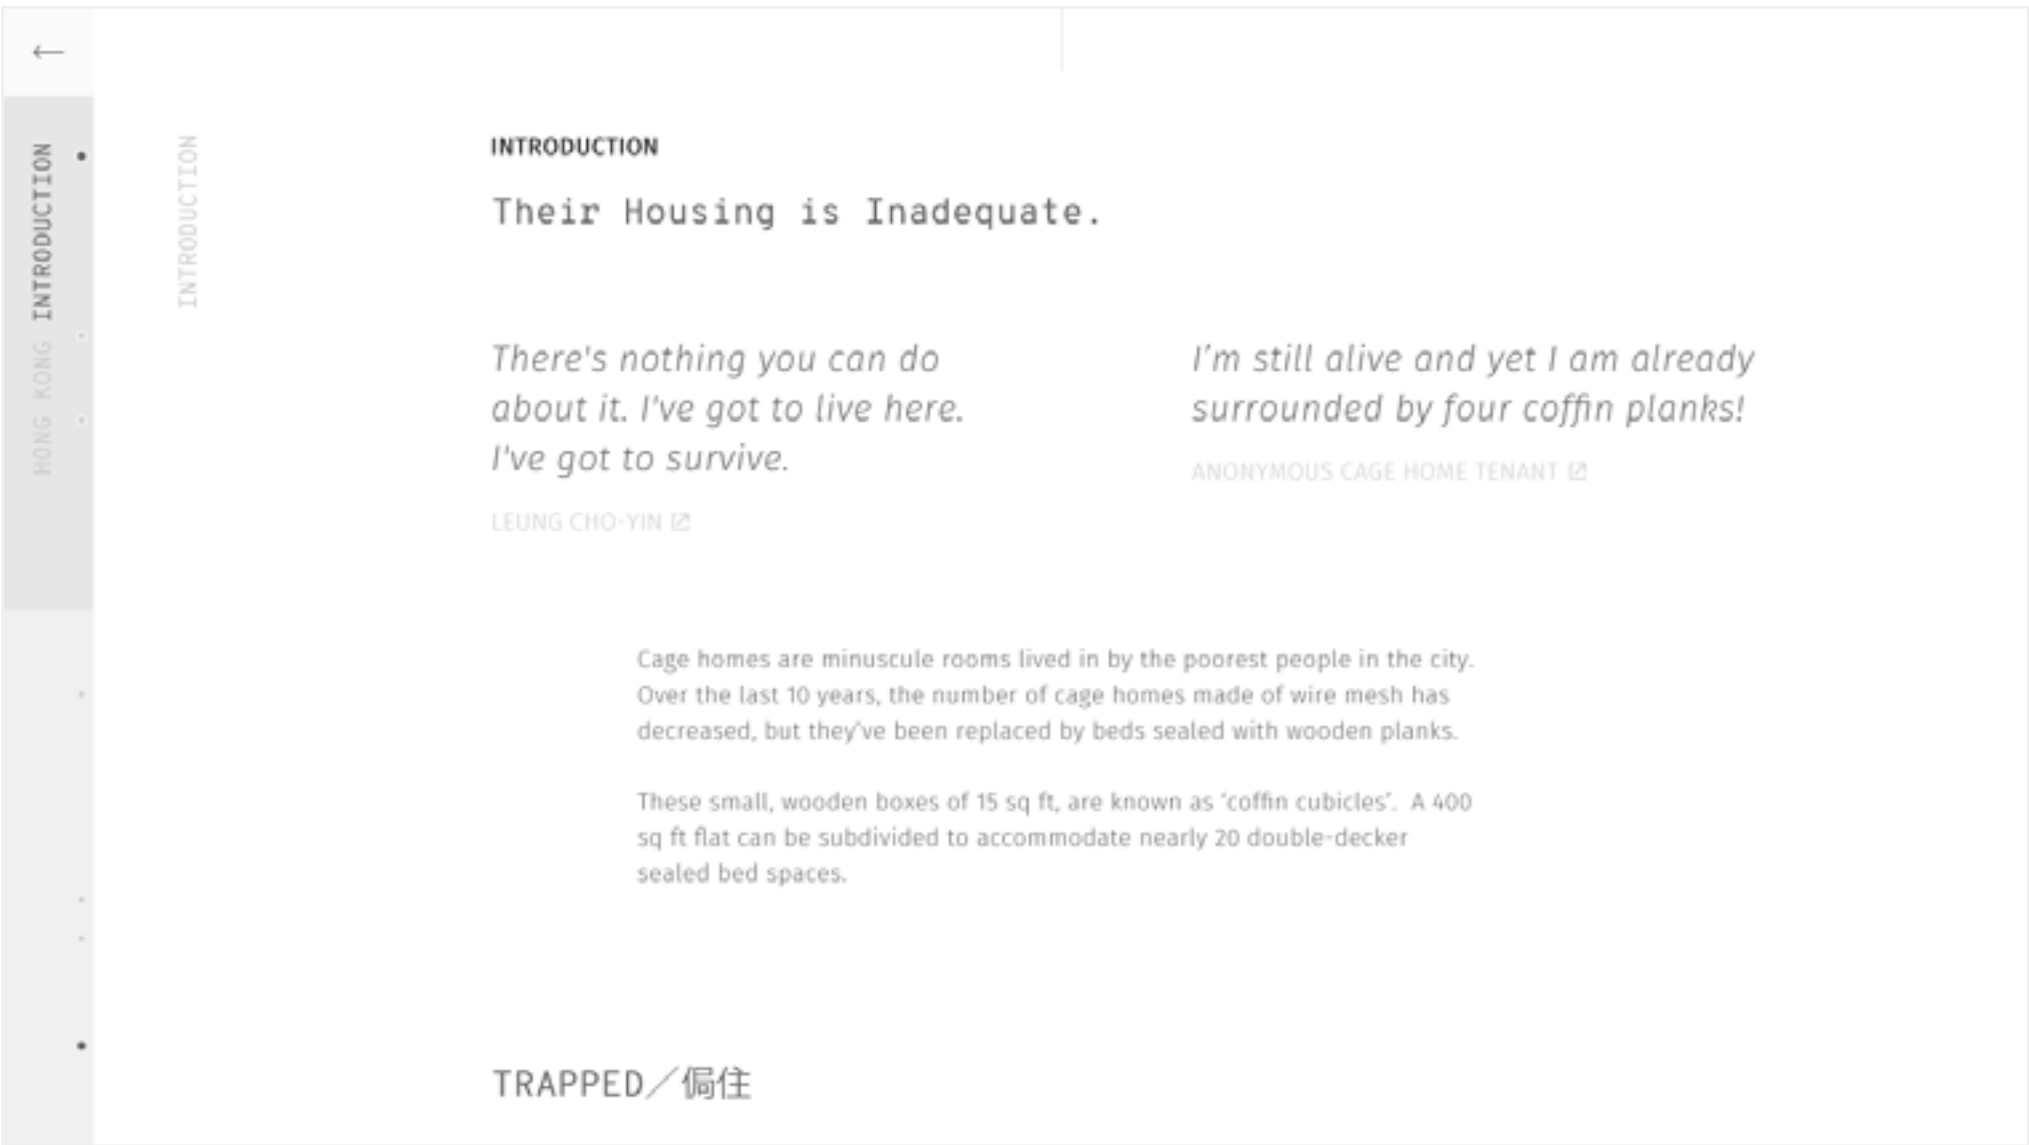 ←
INTRODUCTION
HONG KONG
INTRODUCTION
INTRODUCTION
Their Housing is Inadequate.
There's nothing you can do
about it. I've got to live here.
I've got to survive.
LEUNG CHO-YIN
I’m still alive and yet I am already
surrounded by four coffin planks!
ANONYMOUS CAGE HOME TENANT
Cage homes are minuscule rooms lived in by the poorest people in the city.
Over the last 10 years, the number of cage homes made of wire mesh has
decreased, but they’ve been replaced by beds sealed with wooden planks.
These small, wooden boxes of 15 sq ft, are known as ‘coffin cubicles’. A 400
sq ft flat can be subdivided to accommodate nearly 20 double-decker
sealed bed spaces.
TRAPPED／侷住